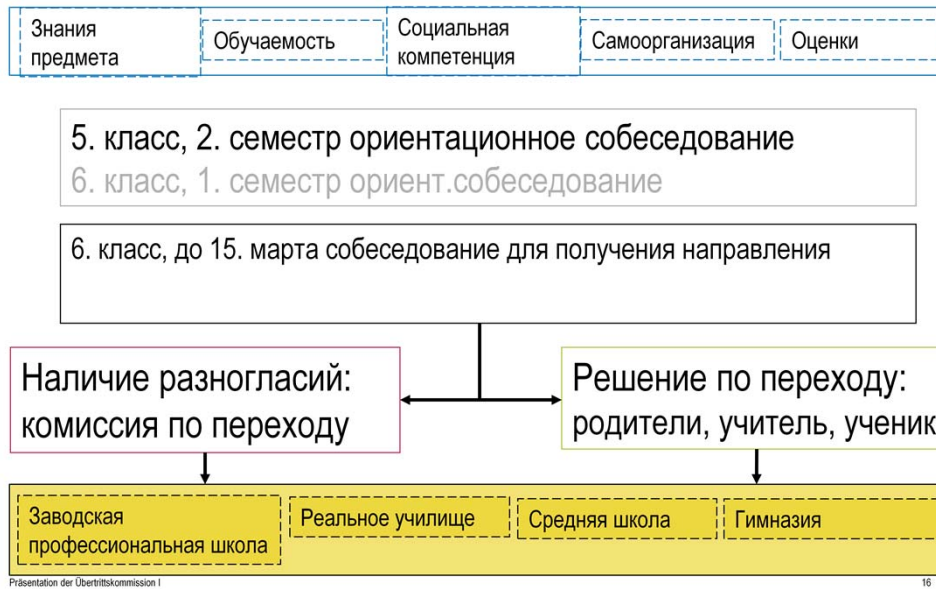 Знания
предмета
Обучаемость
Социальная
компетенция
Самоорганизация
Оценки
5. класс, 2. семестр ориентационное собеседование
6. класс, 1. семестр ориент.собеседование
6. класс, до 15. марта собеседование для получения направления
Наличие разногласий:
комиссия по переходу
Решение по переходу:
родители, учитель, ученик
Заводская
профессиональная школа
Реальное училище
Средняя школа
Гимназия
Präsentation der Übertrittskommission I
16